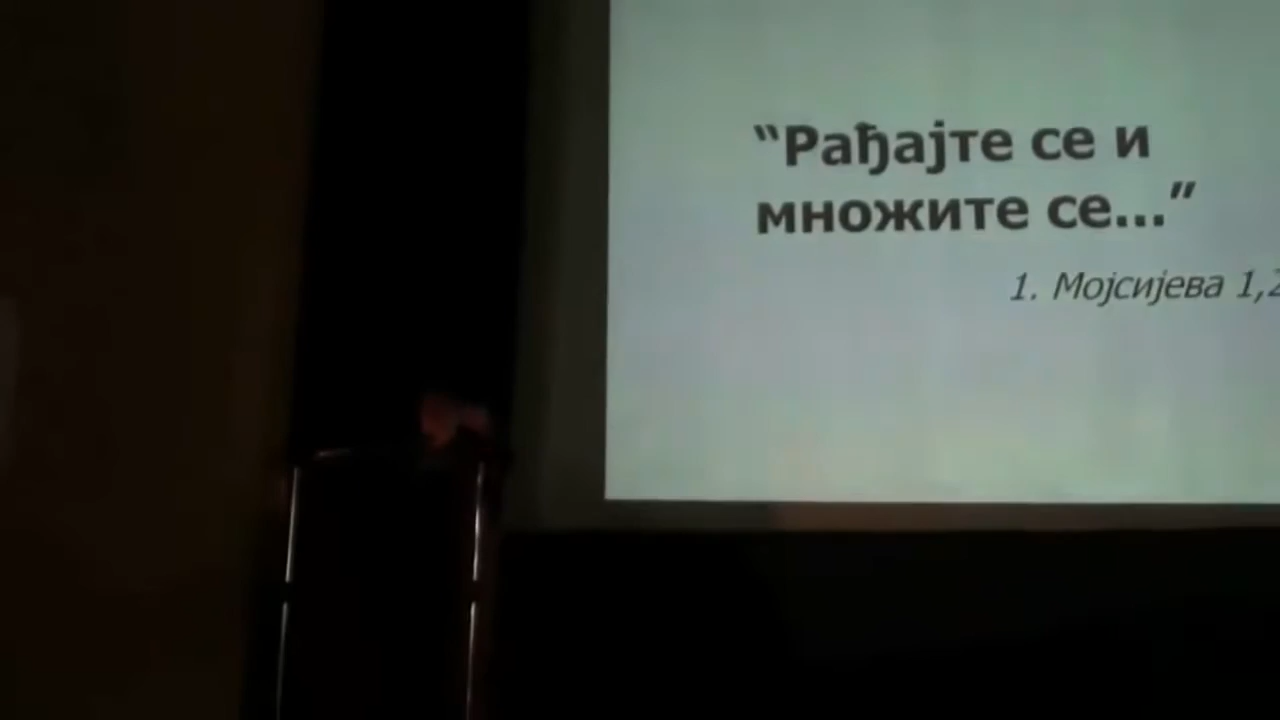 “Рађајте се и
множите се...”
1. Мојсијева 1,2